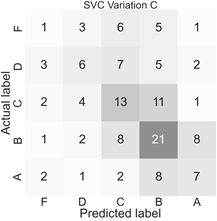 SVC Variation C
Actual label
F 1 3 6 5 1
D 3 6 7 5 2
C 2 4 13 11 1
B 1 2 8 21 8
A 2 1 2 8 7
F D C B A
Predicted label